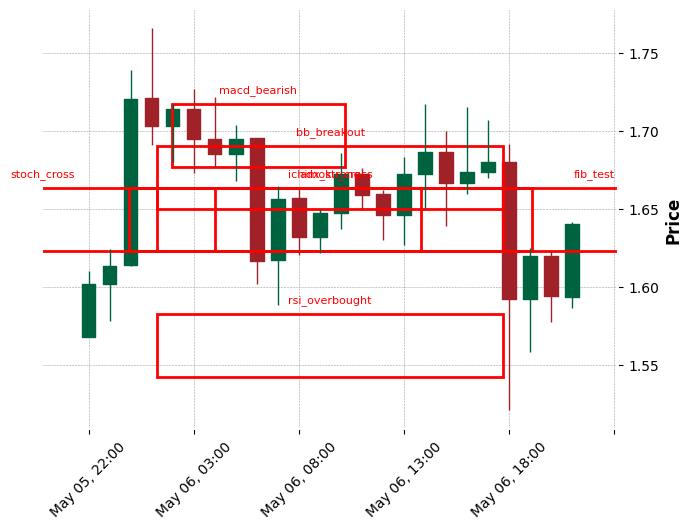 1.75
macd_bearish
1.70
bb_breakout
stoch_cross
fib_test
1.65
Price
1.60
rsi_overbought
1.55
May 05, 22:00
May 06, 03:00
May 06, 08:00
May 06, 13:00
May 06, 18:00